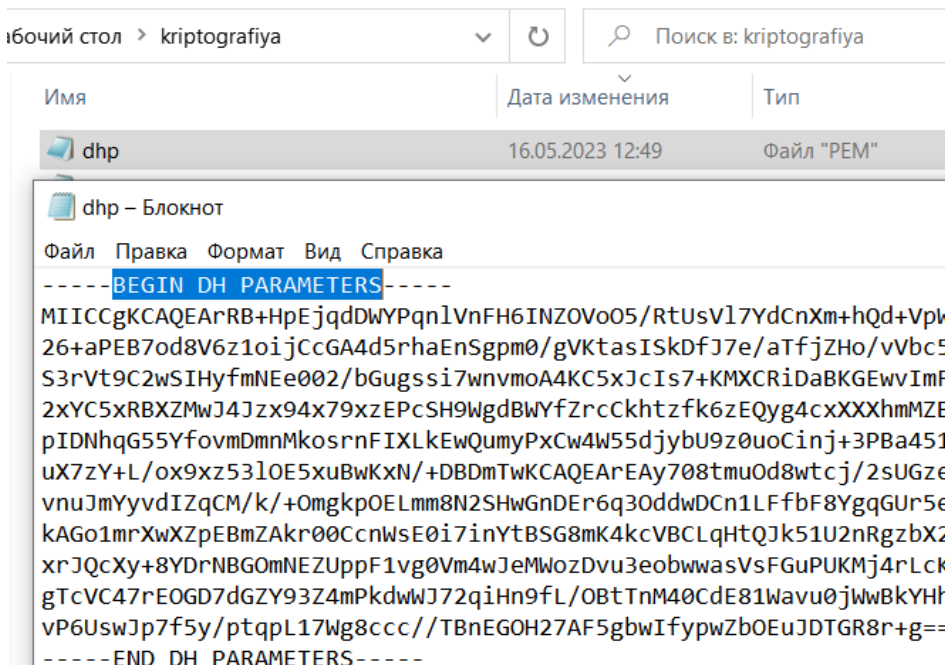 абочий стол > kriptografiya
Поиск в: kriptografiya
Имя
Дата изменения
Тип
dhp
16.05.2023 12:49
Файл "PEM"
dhp – Блокнот
Файл Правка Формат Вид Справка
-----BEGIN DH PARAMETERS-----
MIICCgKCAQEArRB+HpEjqdDWYPqnlVnFH6INZOVoO5/RtUsVl7YdCnXm+hQd+VpW
26+aPEB7od8V6z1oijCcGA4d5rhaEnSgpm0/gVKtasISkDfJ7e/aTfjZHo/vVbc5
S3rVt9C2wSIHyfmNEe002/bGugssi7wnvmoA4KC5xJcIs7+KMXCRiDaBKGEwvImF
2xYC5xRBXZMwJ4Jzx94x79xzEPcSH9WgdBWYfZrcCkhtzfk6zEQyg4cxXXXhmMZE
pIDNhqG55YfovmDmnMkosrnFIXLkEwQumyPxCw4W55djybU9z0uoCinj+3PBa451
uX7zY+L/ox9xz53lOE5xuBwKxN/+DBDmTwKCAQEArEAy708tmuOd8wtcj/2sUGze
vnuJmYyvdIZqCM/k/+OmgkpOELmm8N2SHwGnDEr6q3OddwDCn1LFfbF8YgqGUr5e
kAGo1mrXwXZpEBmZAkr00CcnWsE0i7inYtBSG8mK4kcVBCLqHtQJk51U2nRgzbX2
xrJQcXy+8YDrNBGOmNEZUppF1vg0Vm4wJeMWozDvu3eobwwasVsFGuPUKMj4rLcK
gTcVC47rEOGD7dGZY93Z4mPkdwWJ72qiHn9fL/OBtTnM40CdE81Wavu0jWwBkYHh
vP6UswJp7f5y/ptqpL17Wg8ccc//TBnEGOH27AF5gbwIfypwZbOEuJDTGR8r+g==
-----END DH PARAMETERS-----